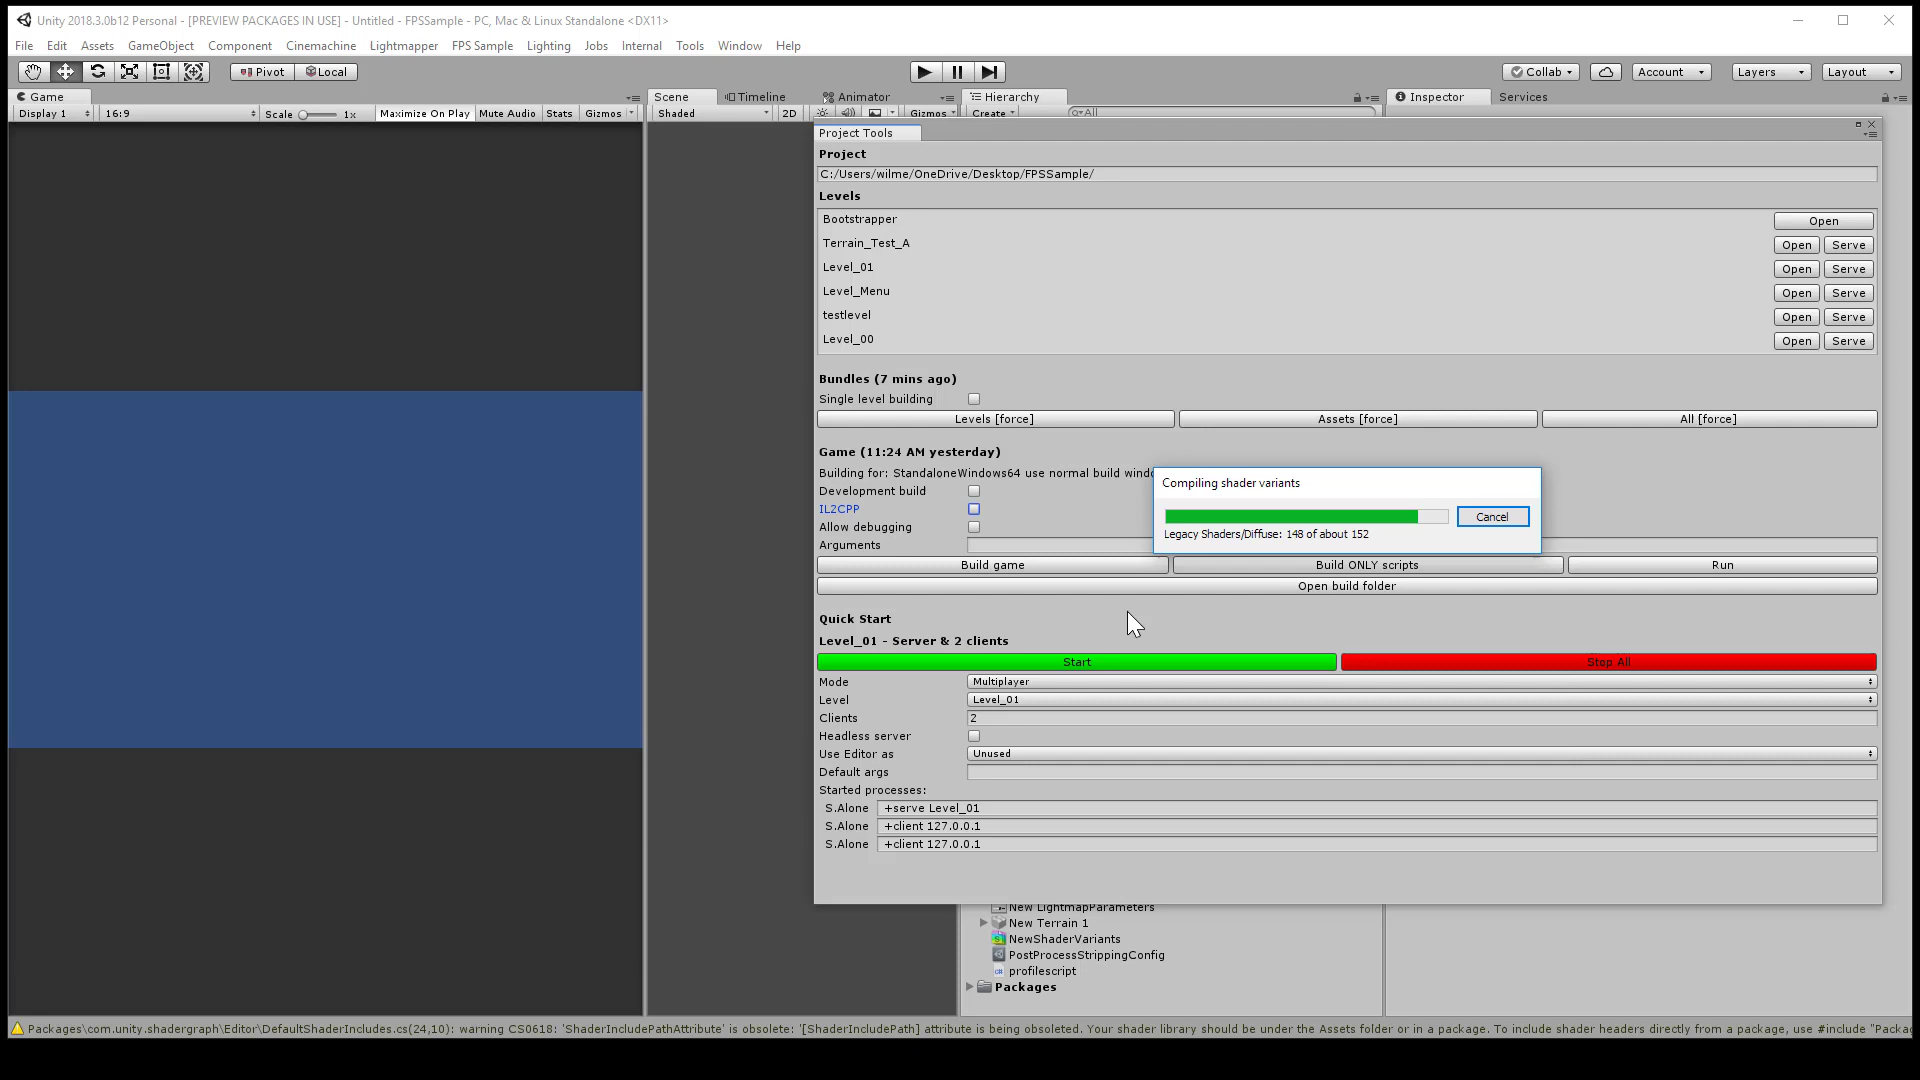 Unity 2018.3.0b12 Personal - [PREVIEW PACKAGES IN USE] - Untitled - FPSSample - PC, Mac & Linux Standalone <DX11>
File Edit Assets GameObject Component Cinemachine Lightmapper FPS Sample Lighting Jobs Internal Tools Window Help
Pivot Local Collab Account Layers Layout
Game Scene Timeline Animator Hierarchy Inspector Services
Display 1 16:9 Scale 1x Maximize On Play Mute Audio Stats Gizmos Shaded 2D Gizmos Create All
Project Tools
Project
C:/Users/wilme/OneDrive/Desktop/FPSSample/
Levels
Bootstrapper Open
Terrain_Test_A Open Serve
Level_01 Open Serve
Level_Menu Open Serve
testlevel Open Serve
Level_00 Open Serve
Bundles (7 mins ago)
Single level building
Levels [force] Assets [force] All [force]
Game (11:24 AM yesterday)
Building for: StandaloneWindows64 use normal build
Compiling shader variants
Development build
IL2CPP
Cancel
Allow debugging
Legacy Shaders/Diffuse: 148 of about 152
Arguments
Build game Build ONLY scripts Run
Open build folder
Quick Start
Level_01 - Server & 2 clients
Start Stop All
Mode Multiplayer
Level Level_01
Clients 2
Headless server
Use Editor as Unused
Default args
Started processes:
S.Alone +serve Level_01
S.Alone +client 127.0.0.1
S.Alone +client 127.0.0.1
New LightmapParameters
New Terrain 1
NewShaderVariants
PostProcessStrippingConfig
profilescript
Packages
Packages\com.unity.shadergraph\Editor\DefaultShaderIncludes.cs(24,10): warning CS0618: 'ShaderIncludePathAttribute' is obsolete: '[ShaderIncludePath] attribute is being obsoleted. Your shader library should be under the Assets folder or in a package. To include shader headers directly from a package, use #include "Packa